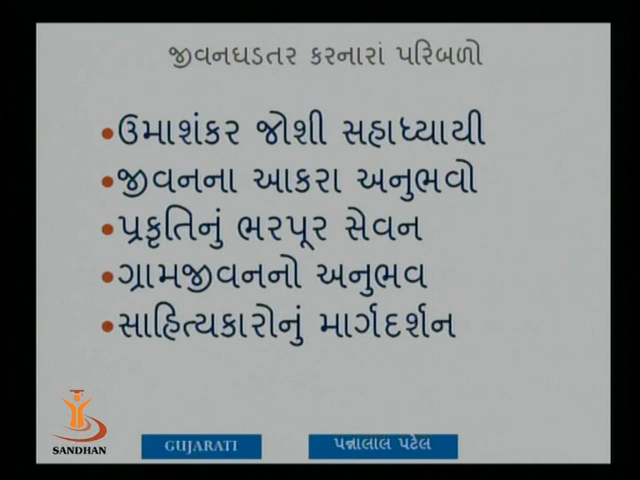 જીવનઘડતર કરનારાં પરિબળો
•ઉમાશંકર જોશી સહાધ્યાયી
•જીવનના આકરા અનુભવો
•પ્રકૃતિનું ભરપૂર સેવન
•ગ્રામજીવનનો અનુભવ
•સાહિત્યકારોનું માર્ગદર્શન
SANDHAN
GUJARATI
પન્નાલાલ પટેલ